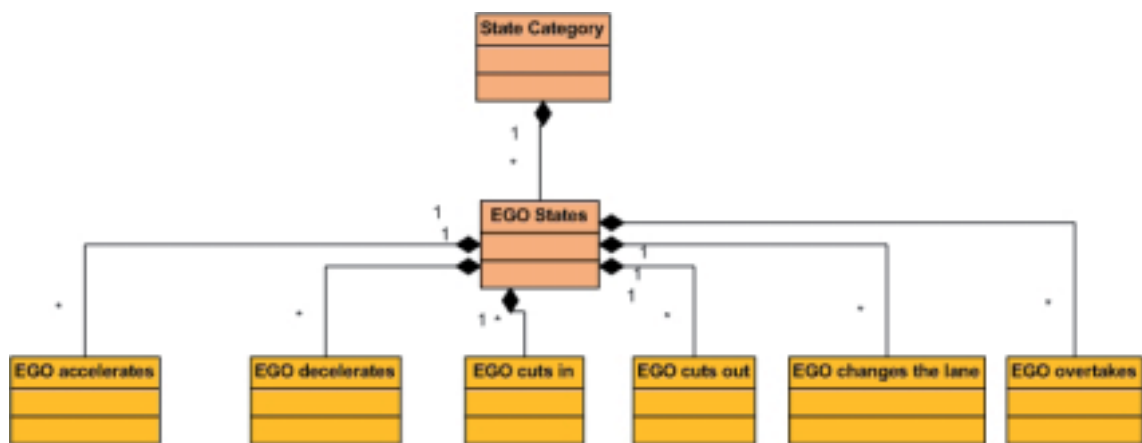 State Category
1
*
EGO States
1
1
1
1
1
1
*
*
*
*
*
*
EGO accelerates
EGO decelerates
EGO cuts in
EGO cuts out
EGO changes the lane
EGO overtakes